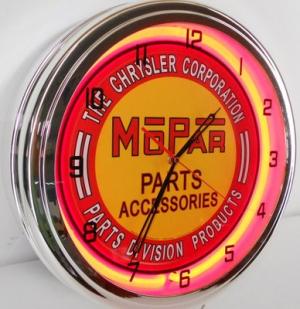 THE CHRYSLER CORPORATION
MOPAR
PARTS
ACCESSORIES
PARTS DIVISION PRODUCTS
12
1
2
3
4
5
6
7
8
9
10
11